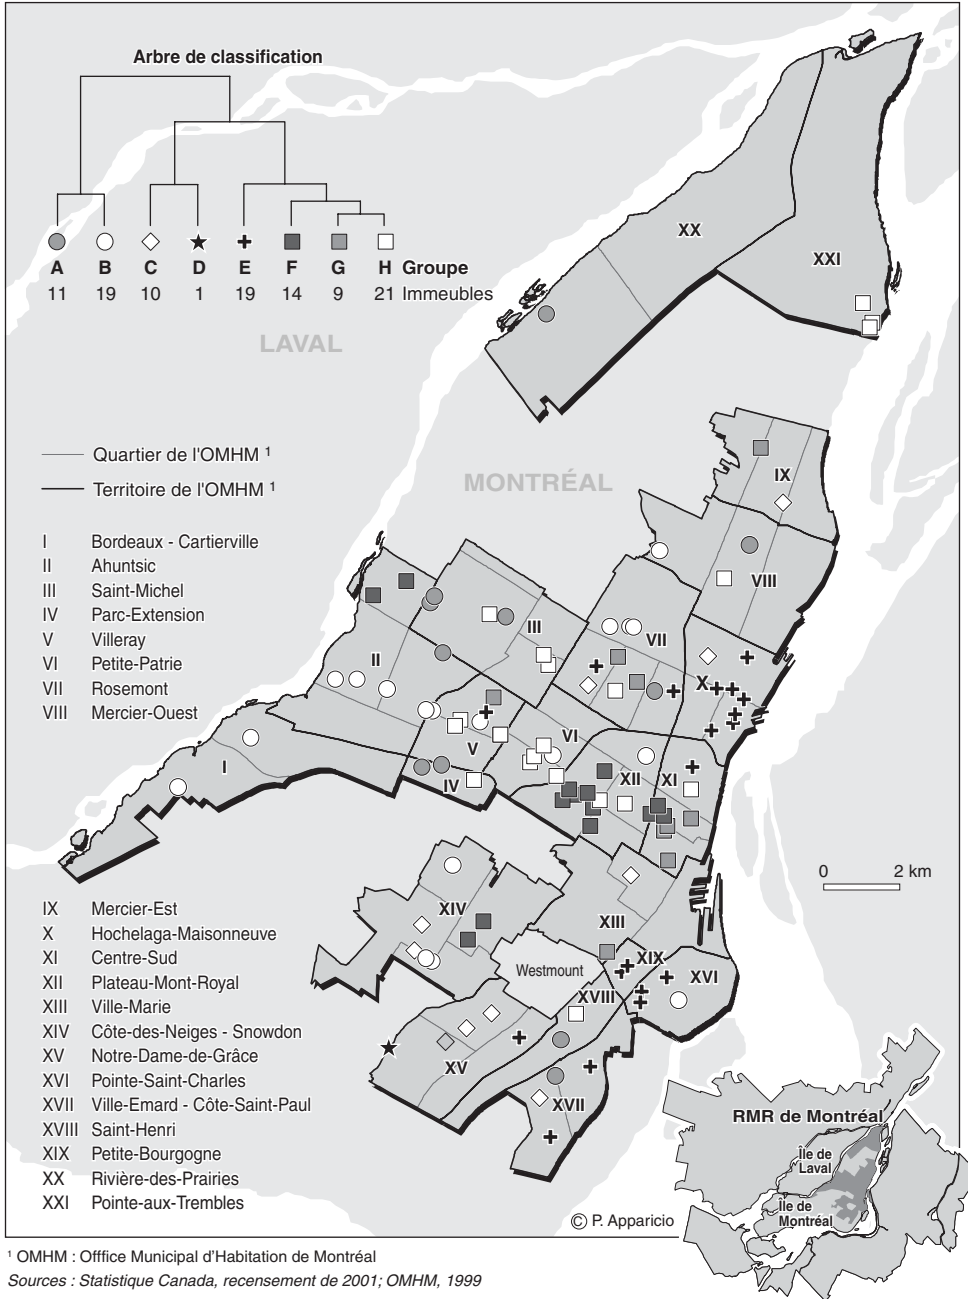 Arbre de classification
A B C D E F G H Groupe
11 19 10 1 19 14 9 21 Immeubles
LAVAL
MONTRÉAL
Quartier de l'OMHM ¹
Territoire de l'OMHM ¹
I Bordeaux - Cartierville
II Ahuntsic
III Saint-Michel
IV Parc-Extension
V Villeray
VI Petite-Patrie
VII Rosemont
VIII Mercier-Ouest
XX
XXI
IX
VIII
III
VII
II
X
VI
V
I
IV
XII
XI
0 2 km
IX Mercier-Est
X Hochelaga-Maisonneuve
XI Centre-Sud
XII Plateau-Mont-Royal
XIII Ville-Marie
XIV Côte-des-Neiges - Snowdon
XV Notre-Dame-de-Grâce
XVI Pointe-Saint-Charles
XVII Ville-Emard - Côte-Saint-Paul
XVIII Saint-Henri
XIX Petite-Bourgogne
XX Rivière-des-Prairies
XXI Pointe-aux-Trembles
XIV
XIII
Westmount
XIX
XVI
XVIII
XV
XVII
RMR de Montréal
Île de
Laval
Île de
Montréal
© P. Apparicio
¹ OMHM : Offfice Municipal d'Habitation de Montréal
Sources : Statistique Canada, recensement de 2001; OMHM, 1999